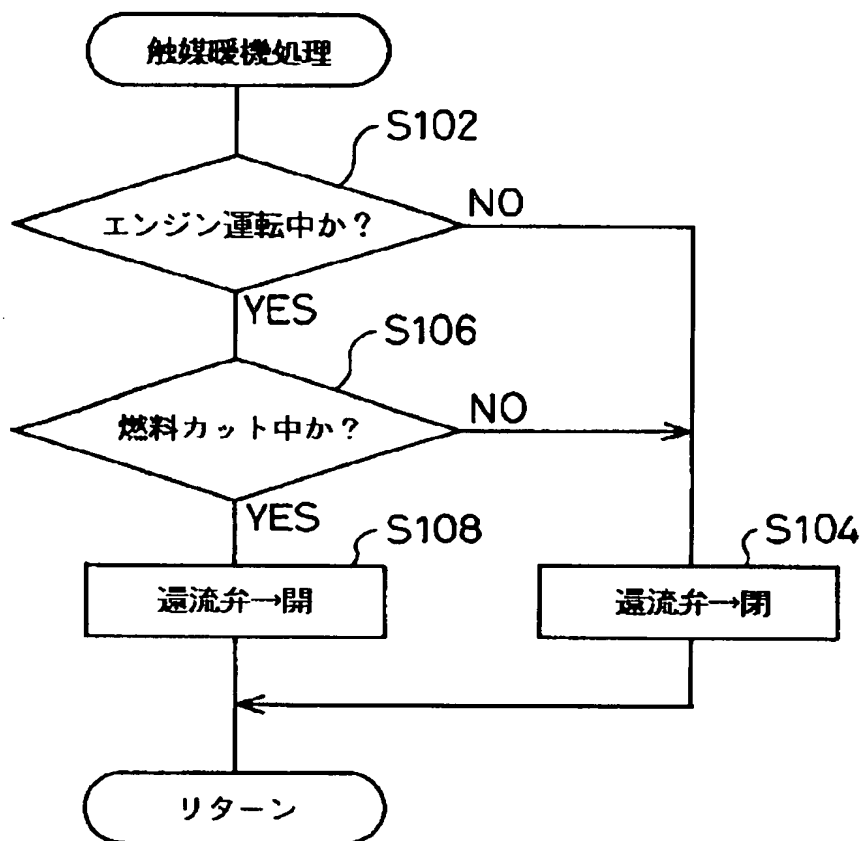 触媒暖機処理
S102
エンジン運転中か?
NO
YES
S106
燃料カット中か?
NO
YES
S108
還流弁→開
S104
還流弁→閉
リターン